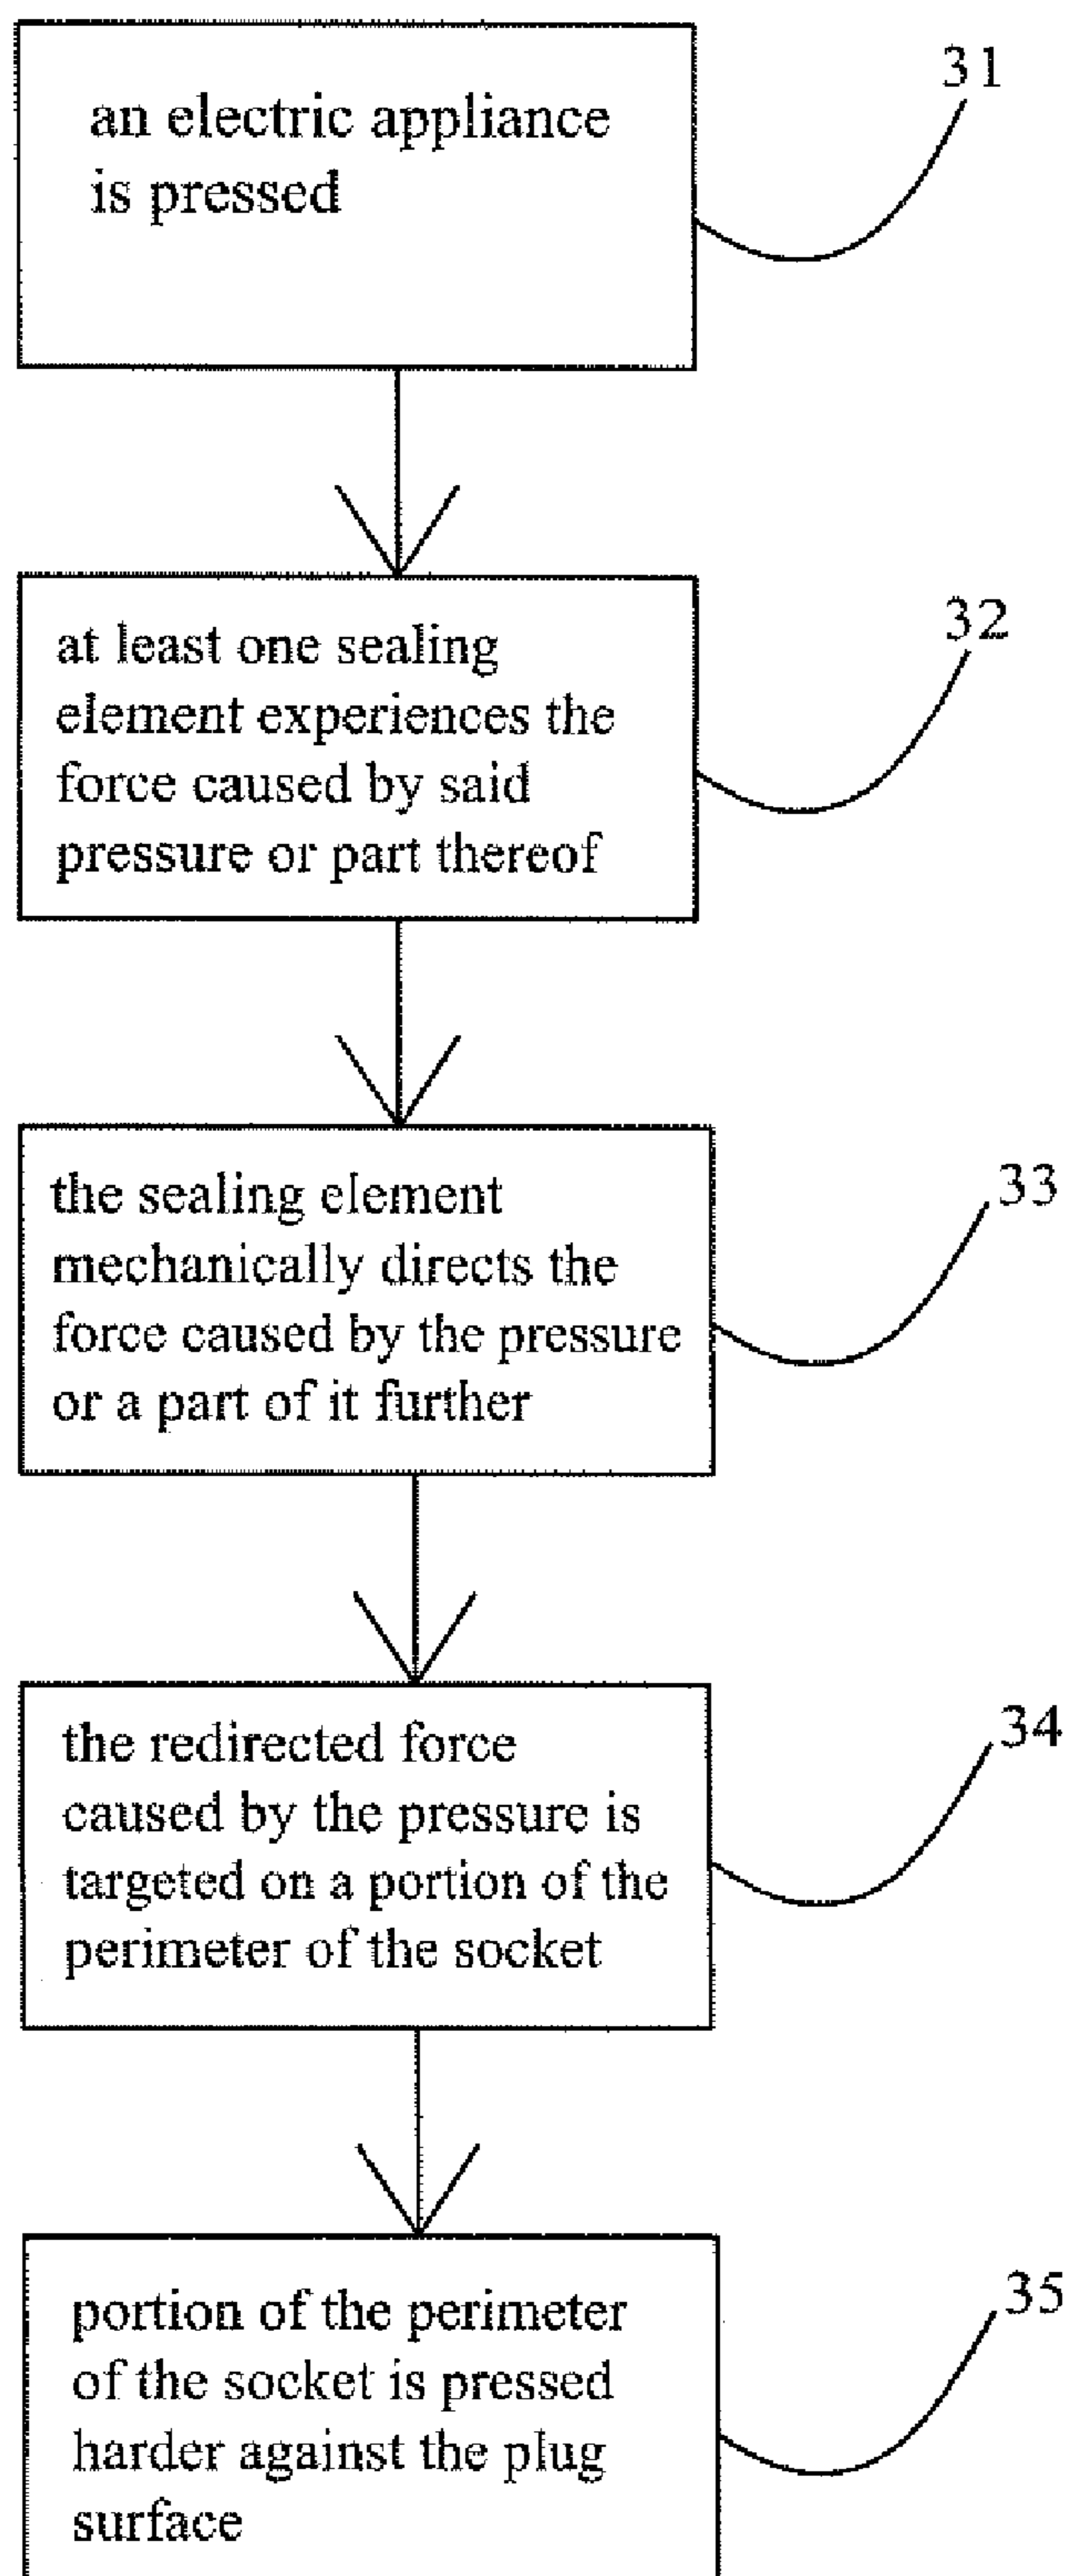 an electric appliance
is pressed
31
at least one sealing
element experiences the
force caused by said
pressure or part thereof
32
the sealing element
mechanically directs the
force caused by the pressure
or a part of it further
33
the redirected force
caused by the pressure is
targeted on a portion of the
perimeter of the socket
34
portion of the perimeter
of the socket is pressed
harder against the plug
surface
35